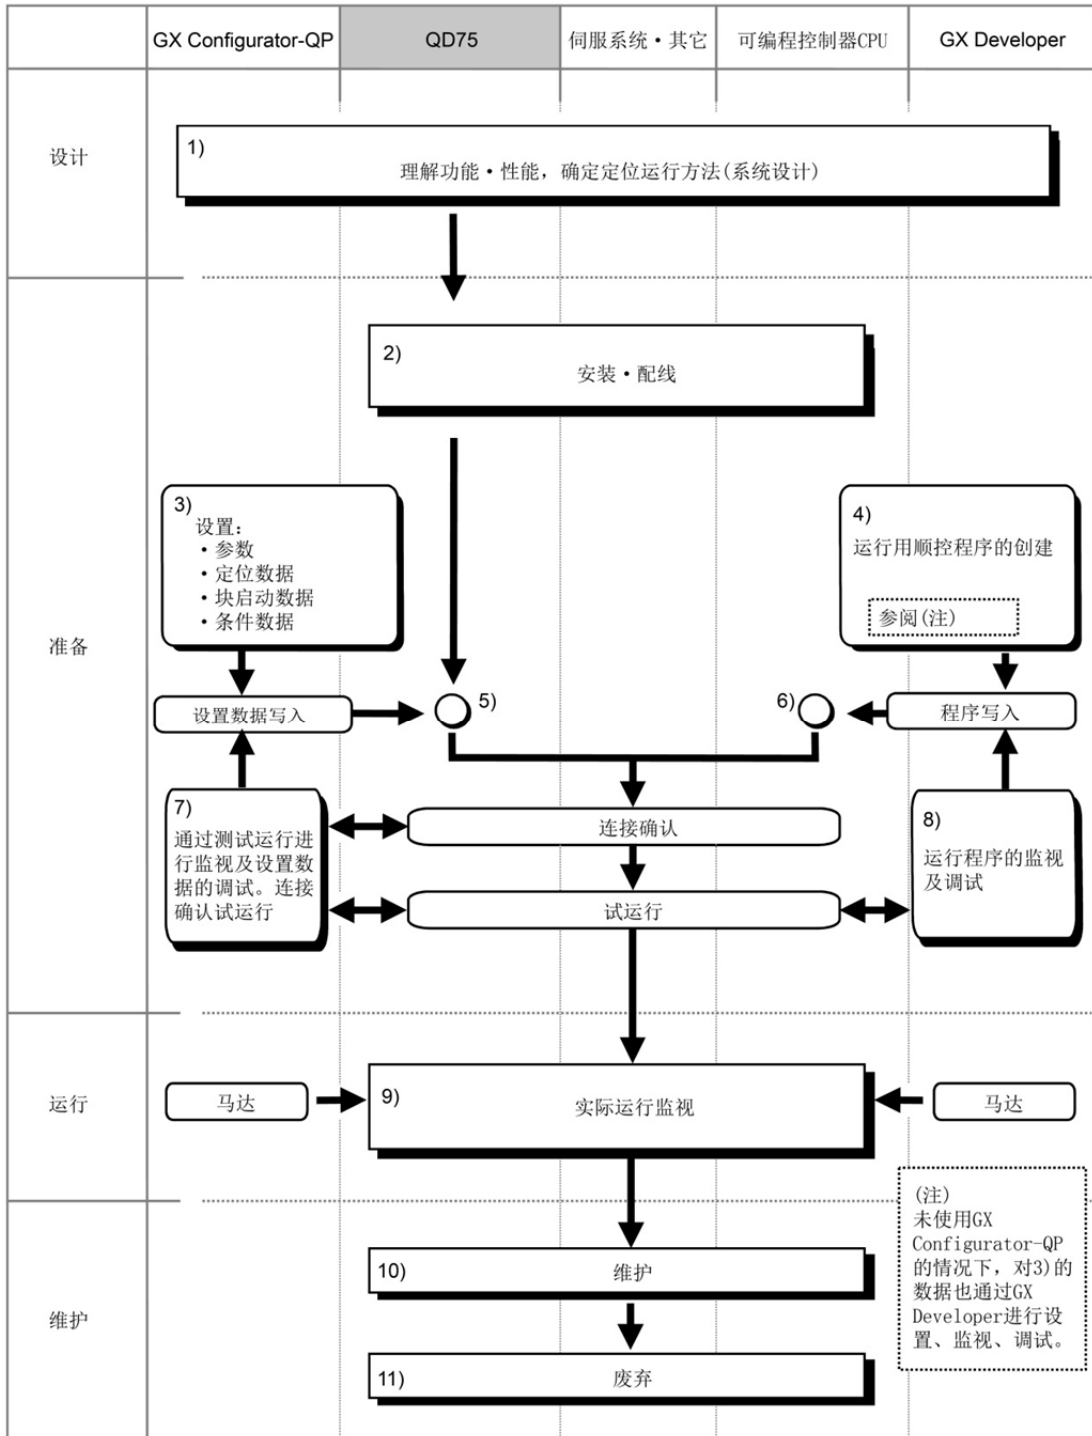 GX Configurator-QP
QD75
伺服系统·其它
可编程控制器CPU
GX Developer
设计
1)
理解功能·性能，确定定位运行方法(系统设计)
准备
2)
安装·配线
3)
设置:
·参数
·定位数据
·块启动数据
·条件数据
4)
运行用顺控程序的创建
参阅(注)
设置数据写入
5)
6)
程序写入
7)
通过测试运行进
行监视及设置数
据的调试。连接
确认试运行
连接确认
试运行
8)
运行程序的监视
及调试
运行
马达
9)
实际运行监视
马达
维护
10)
维护
11)
废弃
(注)
未使用GX
Configurator-QP
的情况下，对3)的
数据也通过GX
Developer进行设
置、监视、调试。